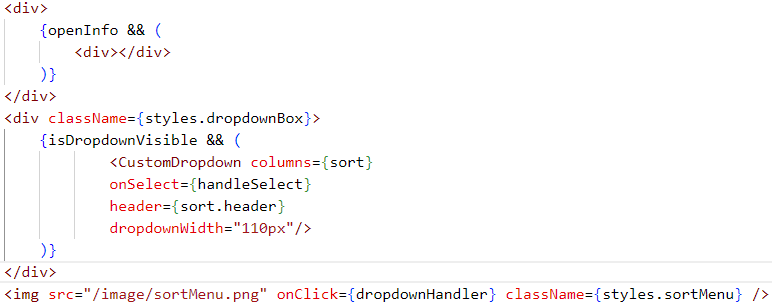 <div>
{openInfo && (
<div></div>
)}
</div>
<div className={styles.dropdownBox}>
{isDropdownVisible && (
<CustomDropdown columns={sort}
onSelect={handleSelect}
header={sort.header}
dropdownWidth="110px"/>
)}
</div>
<img src="/image/sortMenu.png" onClick={dropdownHandler} className={styles.sortMenu} />